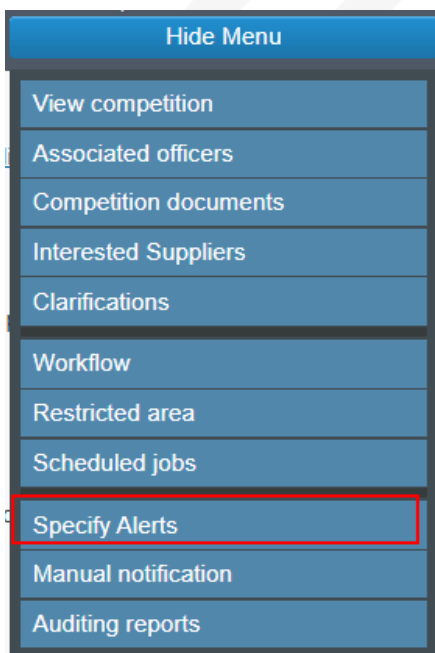 Hide Menu
View competition
Associated officers
Competition documents
Interested Suppliers
Clarifications
Workflow
Restricted area
Scheduled jobs
Specify Alerts
Manual notification
Auditing reports